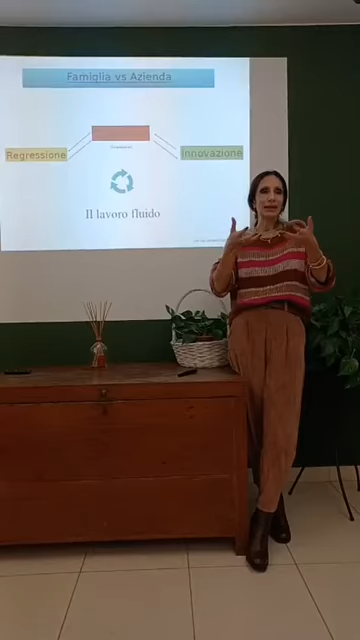 Famiglia vs Azienda
Regressione
Innovazione
Il lavoro fluido